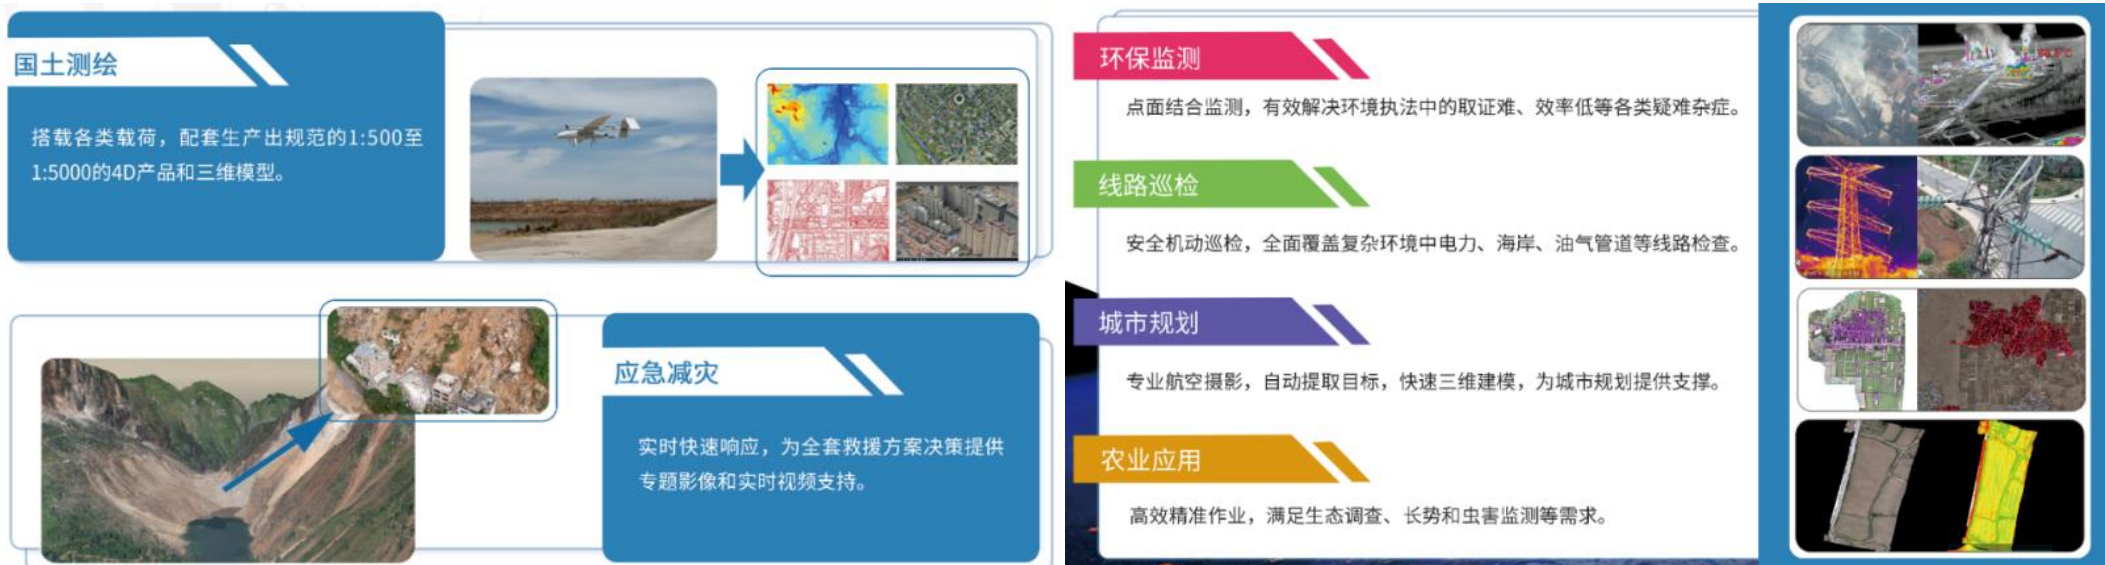 国土测绘
搭载各类载荷，配套生产出规范的1:500至
1:5000的4D产品和三维模型。
应急减灾
实时快速响应，为全套救援方案决策提供
专题影像和实时视频支持。
环保监测
点面结合监测，有效解决环境执法中的取证难、效率低等各类疑难杂症。
线路巡检
安全机动巡检，全面覆盖复杂环境中电力、海岸、油气管道等线路检查。
城市规划
专业航空摄影，自动提取目标，快速三维建模，为城市规划提供支撑。
农业应用
高效精准作业，满足生态调查、长势和虫害监测等需求。